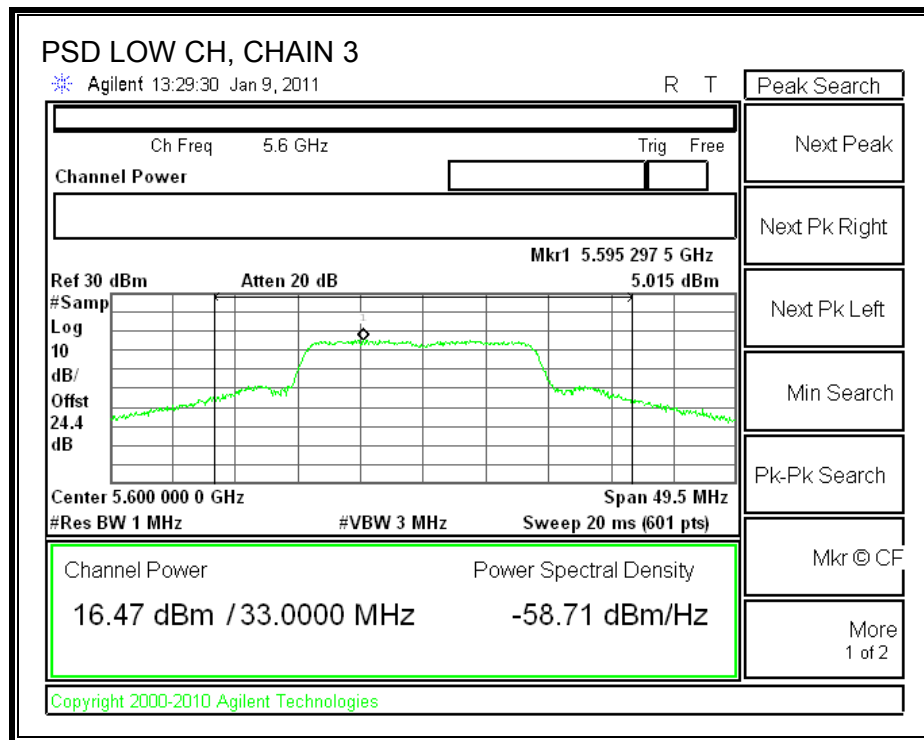 PSD LOW CH, CHAIN 3
Agilent 13:29:30 Jan 9, 2011 R T
Peak Search
Ch Freq 5.6 GHz Trig Free
Channel Power
Mkr1 5.595 297 5 GHz
Ref 30 dBm Atten 20 dB 5.015 dBm
#Samp
Log
10
dB/
Offst
24.4
dB
1
Center 5.600 000 0 GHz Span 49.5 MHz
#Res BW 1 MHz #VBW 3 MHz Sweep 20 ms (601 pts)
Channel Power Power Spectral Density
16.47 dBm / 33.0000 MHz -58.71 dBm/Hz
Next Peak
Next Pk Right
Next Pk Left
Min Search
Pk-Pk Search
Mkr © CF
More
1 of 2
Copyright 2000-2010 Agilent Technologies